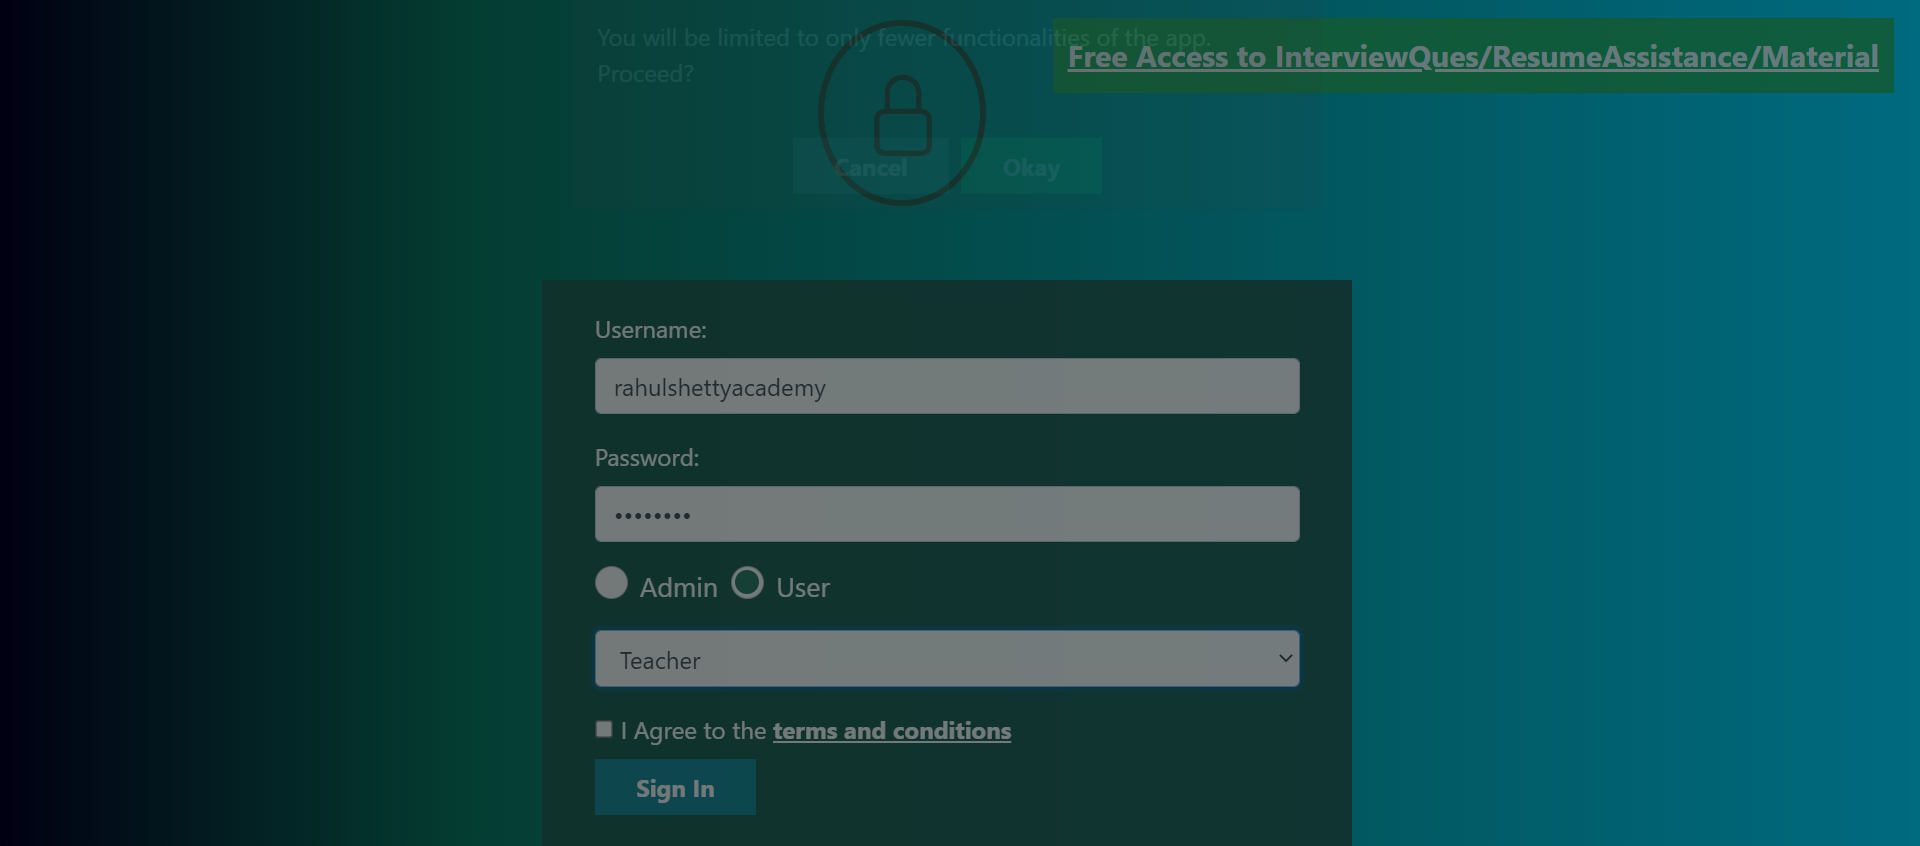 You will be limited to only fewer functionalities of the app.
Proceed?
Free Access to InterviewQues/ResumeAssistance/Material
Cancel
Okay
Username:
rahulshettyacademy
Password:
••••••••
Admin
User
Teacher
I Agree to the terms and conditions
Sign In